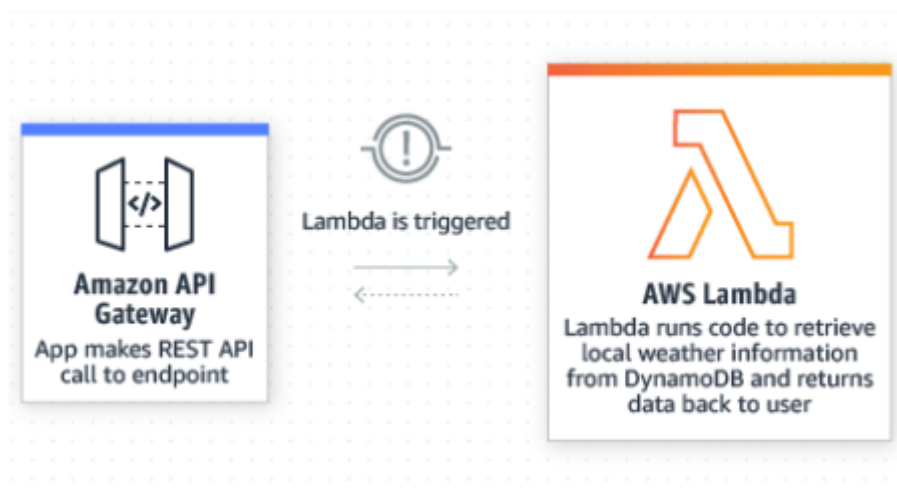 </>
Amazon API
Gateway
App makes REST API
call to endpoint
Lambda is triggered
AWS Lambda
Lambda runs code to retrieve
local weather information
from DynamoDB and returns
data back to user